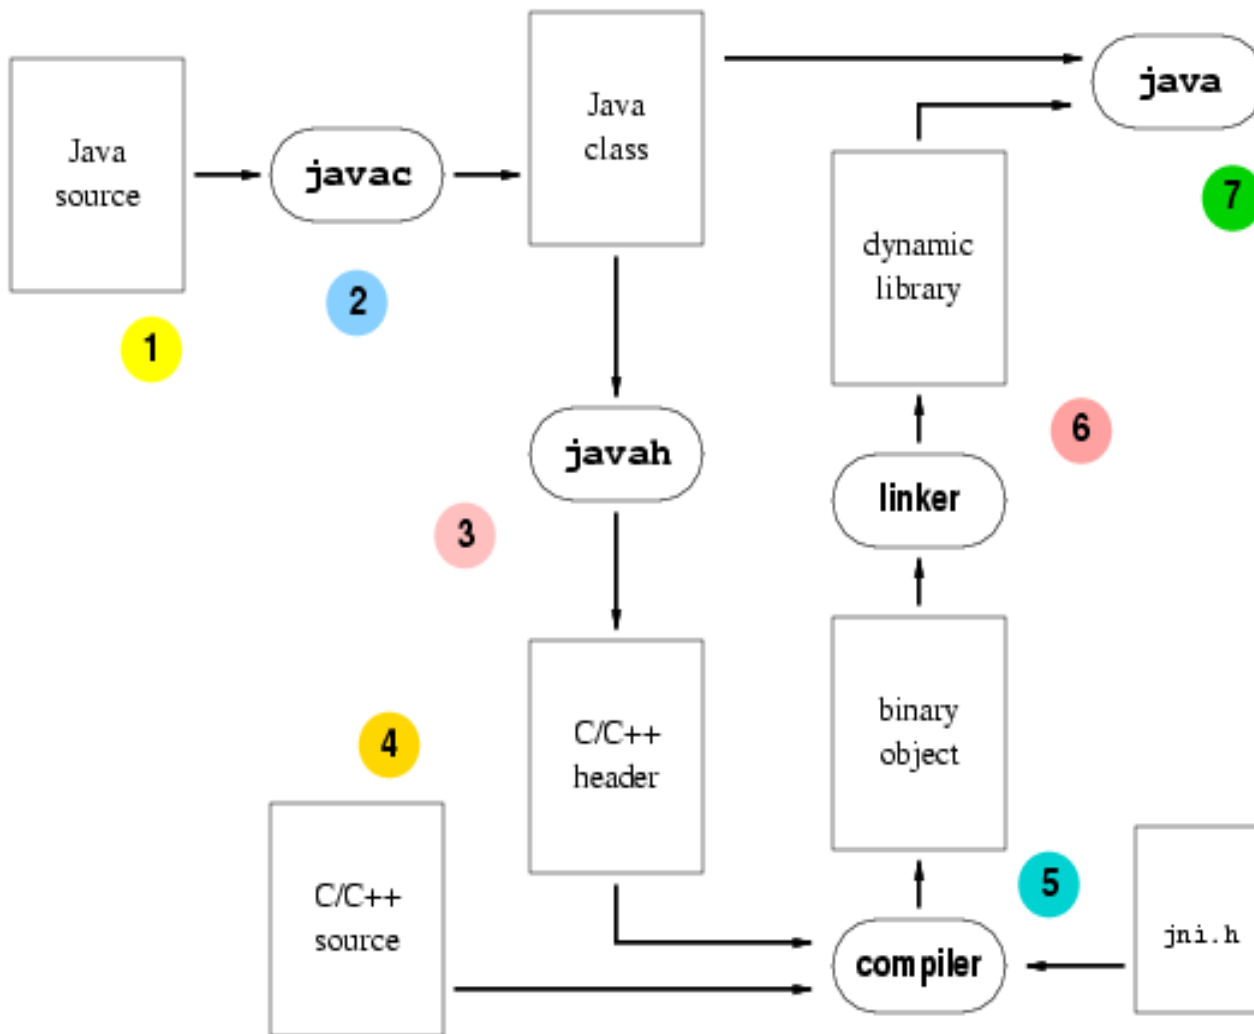 Java
source
1
javac
2
Java
class
javah
3
C/C++
header
4
C/C++
source
compiler
5
jni.h
binary
object
linker
6
dynamic
library
java
7